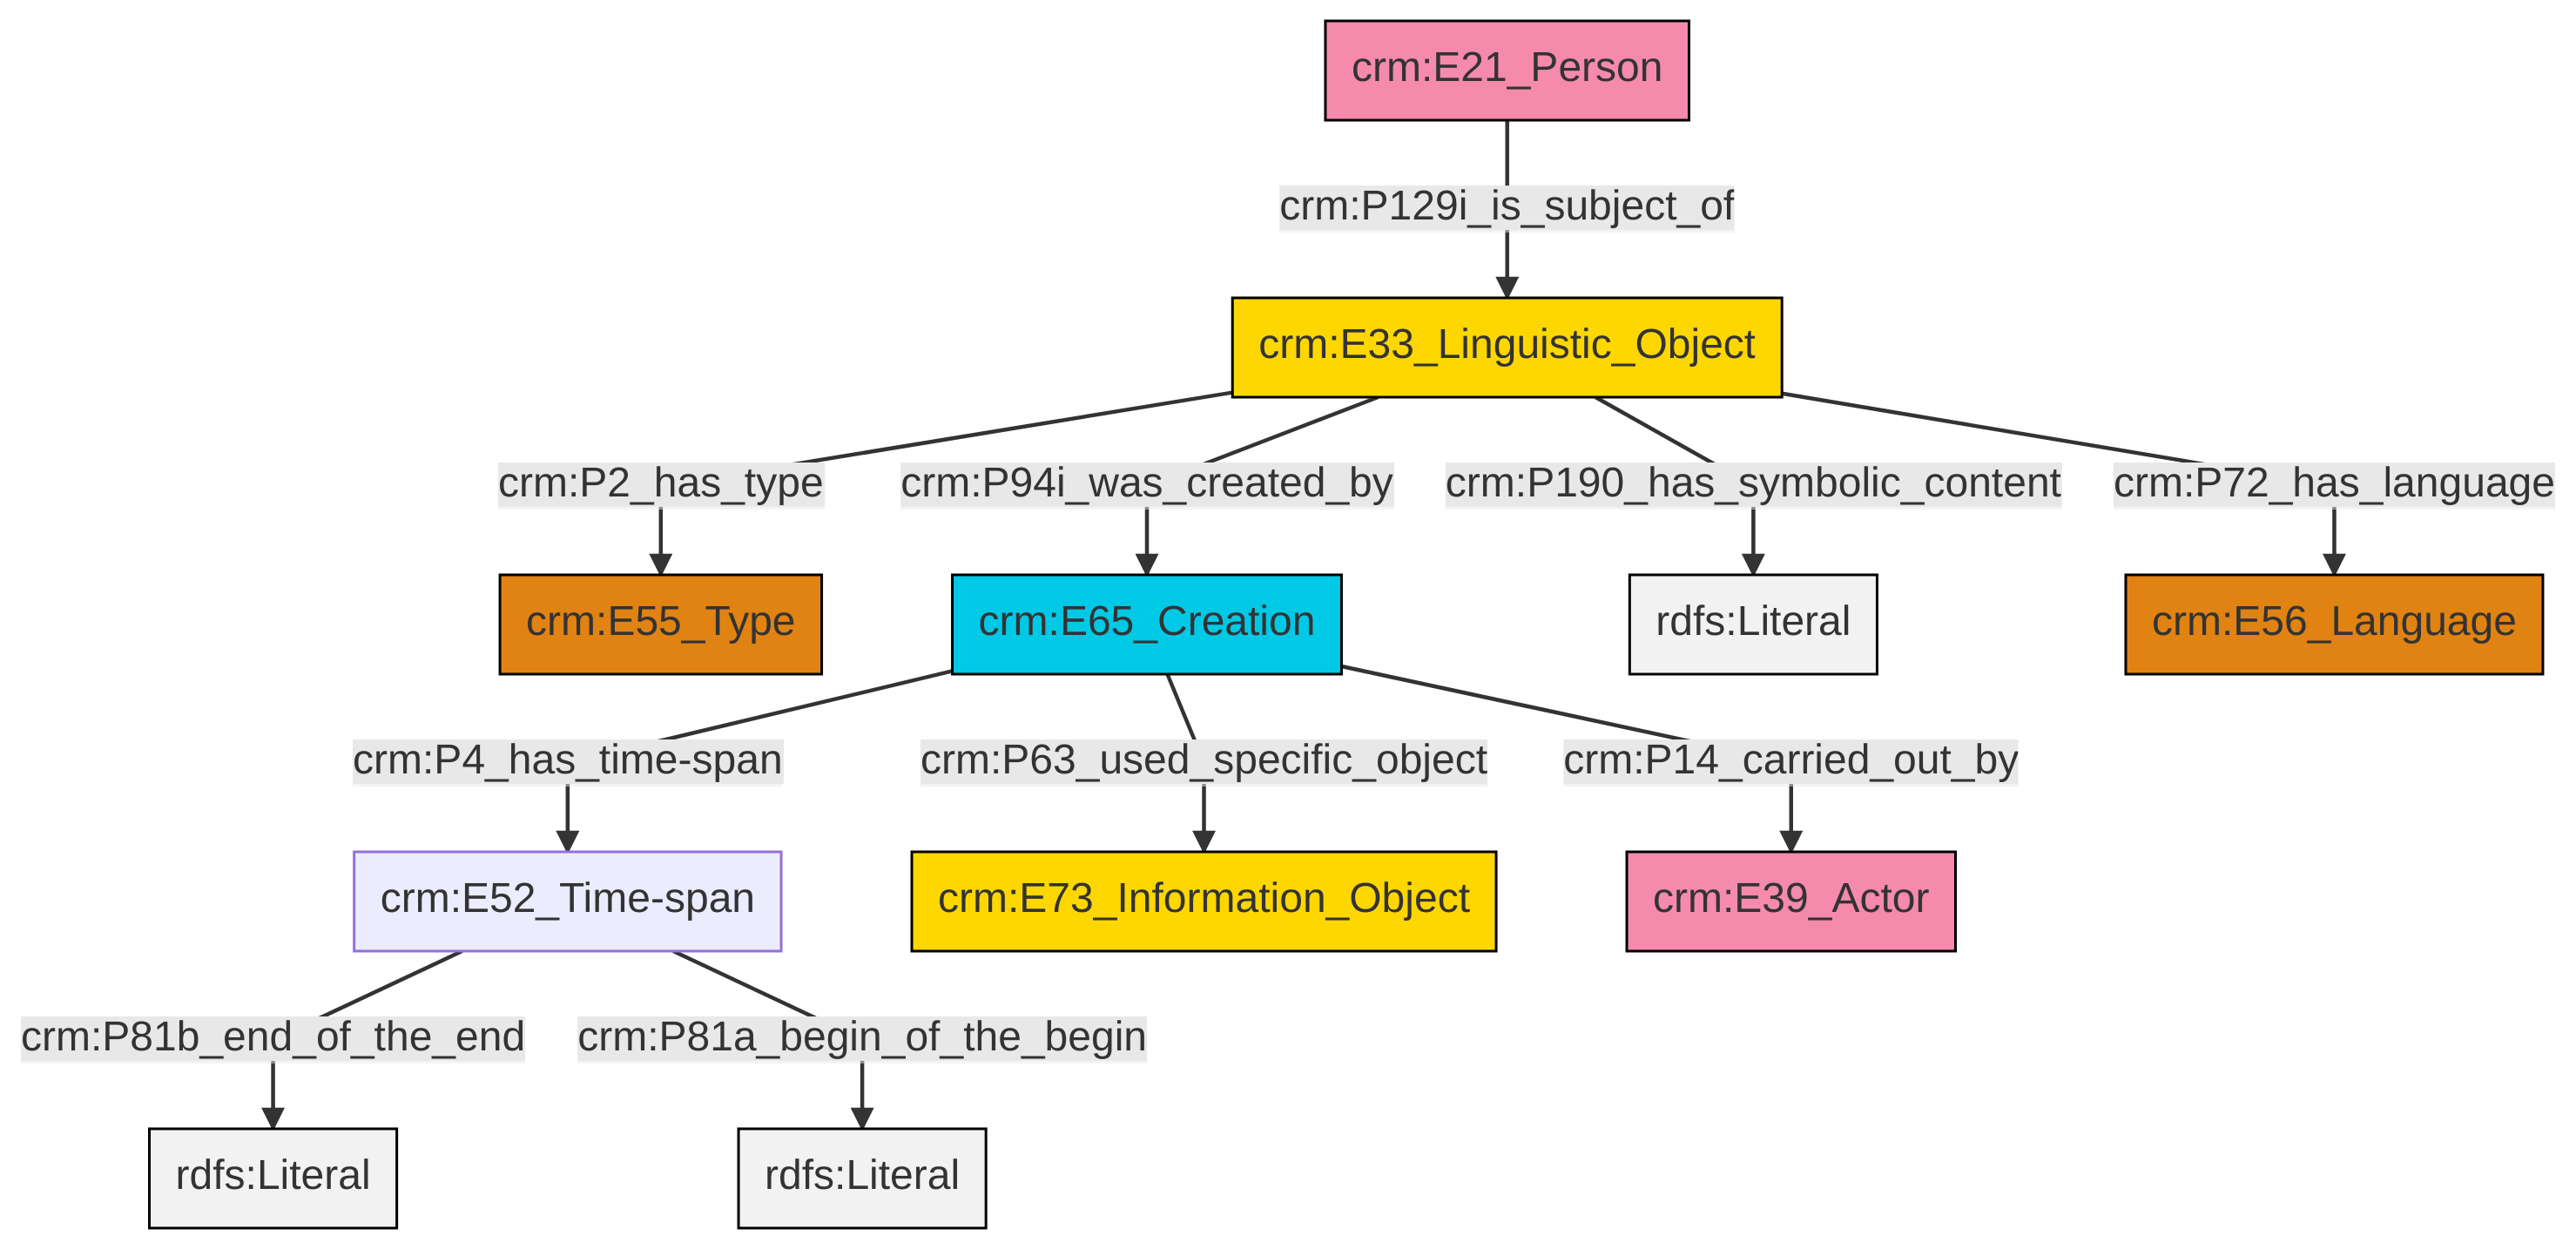 crm:E21_Person
crm:P129i_is_subject_of
crm:E33_Linguistic_Object
crm:P2_has_type
crm:P94i_was_created_by
crm:P190_has_symbolic_content
crm:P72_has_language
crm:E55_Type
crm:E65_Creation
rdfs:Literal
crm:E56_Language
crm:P4_has_time-span
crm:P63_used_specific_object
crm:P14_carried_out_by
crm:E52_Time-span
crm:E73_Information_Object
crm:E39_Actor
crm:P81b_end_of_the_end
crm:P81a_begin_of_the_begin
rdfs:Literal
rdfs:Literal